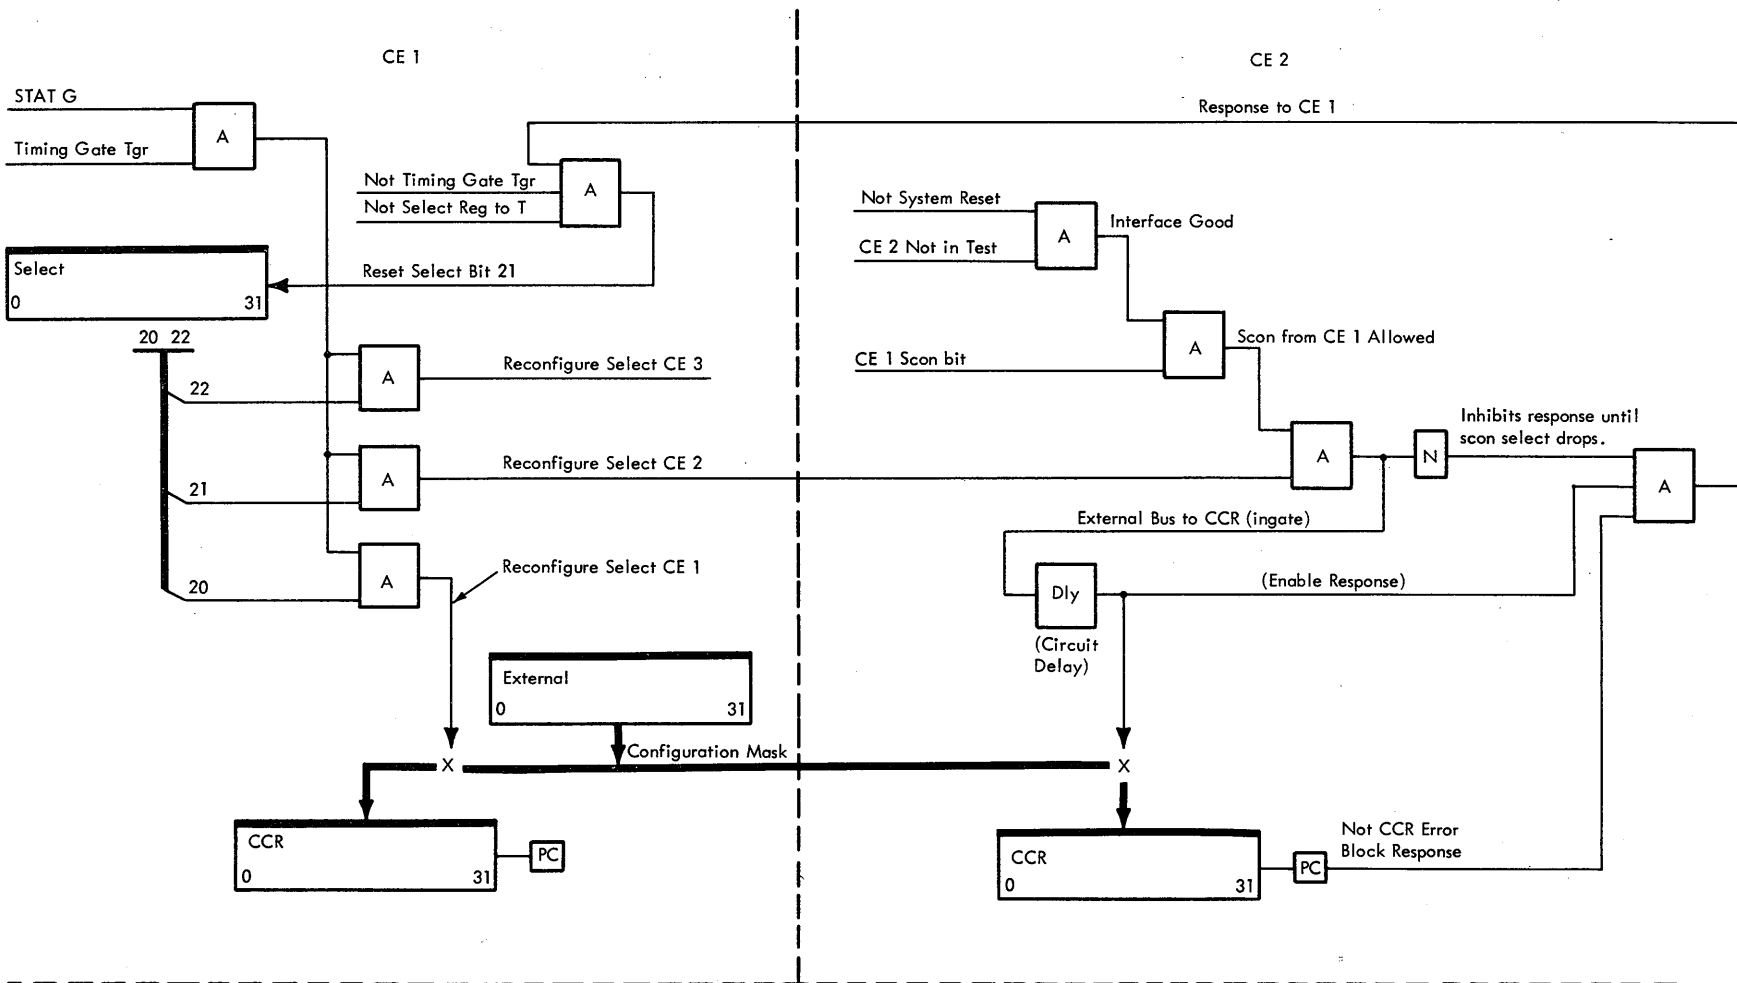 CE 1
CE 2
STAT G
A
Timing Gate Tgr
Response to CE 1
Not Timing Gate Tgr
A
Not Select Reg to T
Not System Reset
A
Interface Good
CE 2 Not in Test
Select
0 31
Reset Select Bit 21
20 22
22
A
Reconfigure Select CE 3
CE 1 Scon bit
A
Scon from CE 1 Allowed
21
A
Reconfigure Select CE 2
A
N
Inhibits response until
scon select drops.
A
External Bus to CCR (ingate)
20
A
Reconfigure Select CE 1
Dly
(Enable Response)
(Circuit
Delay)
External
0 31
Configuration Mask
X
X
CCR
0 31
PC
CCR
0 31
PC
Not CCR Error
Block Response